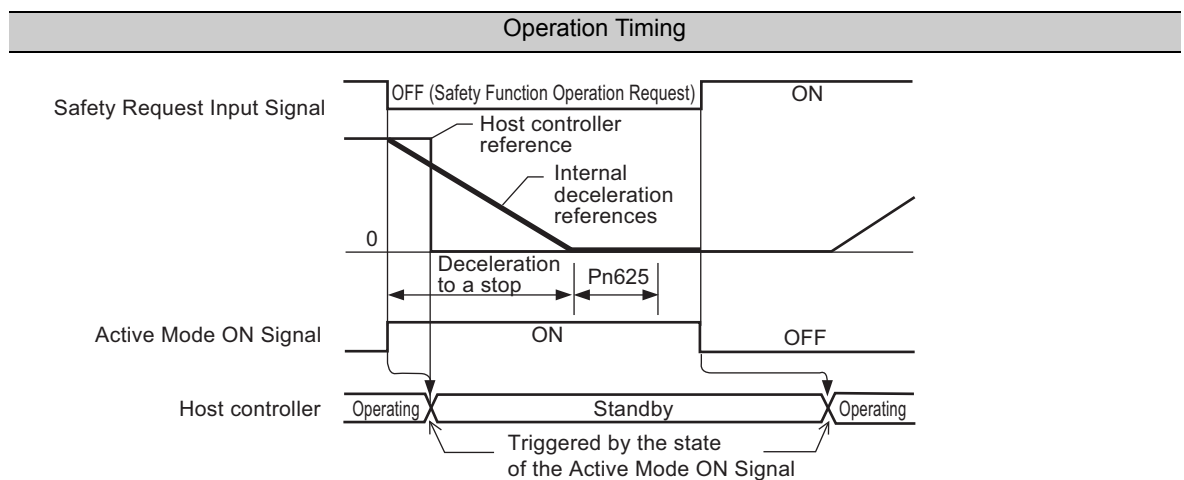 Operation Timing
Safety Request Input Signal
OFF (Safety Function Operation Request)
ON
Host controller
reference
Internal
deceleration
references
0
Deceleration
to a stop
Pn625
Active Mode ON Signal
ON
OFF
Host controller
Operating
Standby
Operating
Triggered by the state
of the Active Mode ON Signal